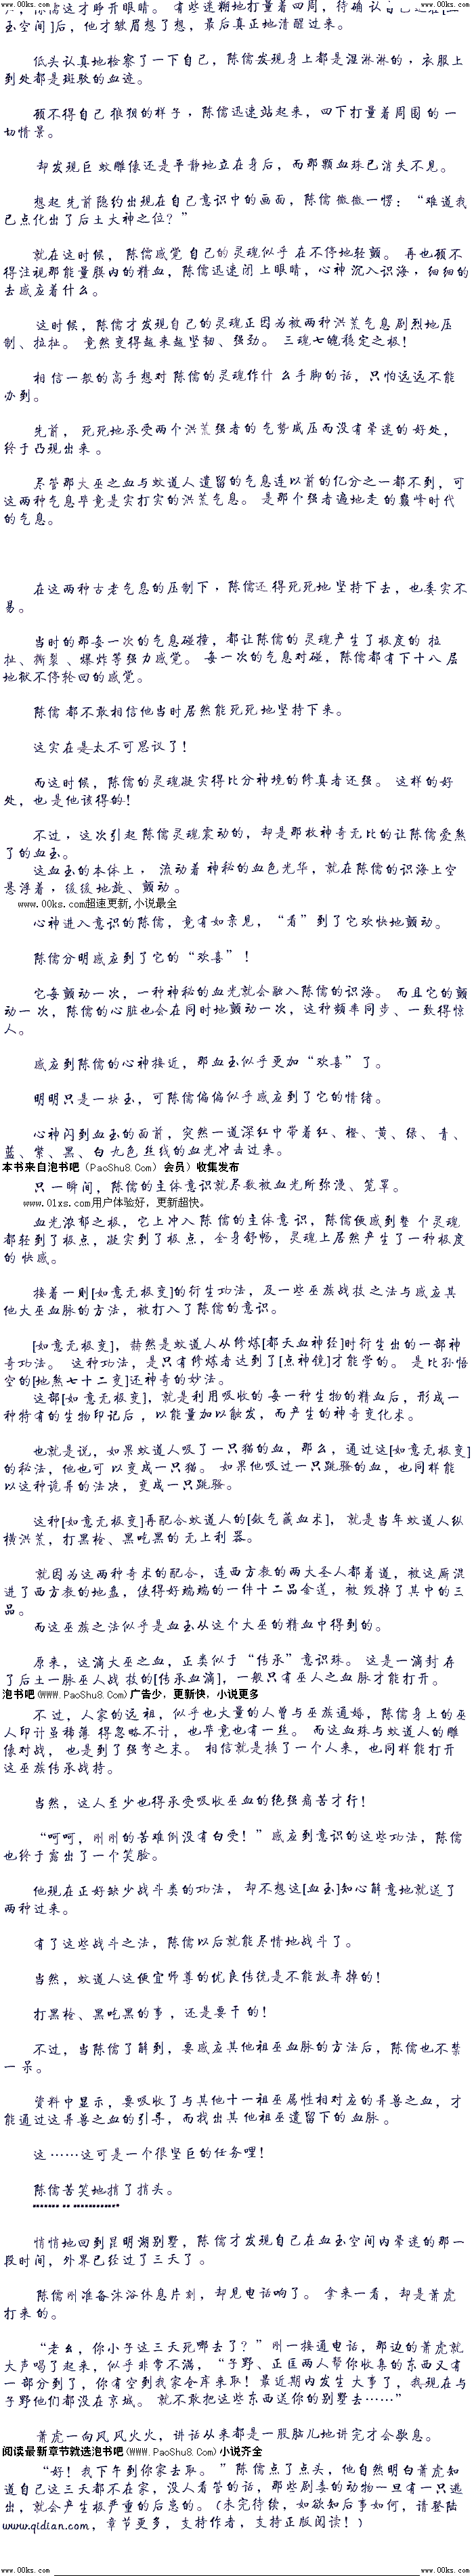 www.00ks.com www.00ks.com
陈儒这才睁开眼睛。 有些迷糊地打量着四周，待确认自己
玉空间]后，他才皱眉想了想，最后真正地清醒过来。
低头认真地检察了一下自己，陈儒发现身上都是湿淋淋的，衣服上
到处都是斑驳的血迹。
顾不得自己狼狈的样子，陈儒迅速站起来，四下打量着周围的一
切情景。
却发现巨蚊雕像还是平静地立在身后，而那颗血珠已消失不见。
想起先前隐约出现在自己意识中的画面，陈儒微微一愣：“难道我
已点化出了后土大神之位？”
就在这时候，陈儒感觉自己的灵魂似乎在不停地轻颤。 再也顾不
得注视那能量膜内的精血，陈儒迅速闭上眼睛，心神沉入识海，细细的
去感应着什么。
这时候，陈儒才发现自己的灵魂正因为被两种洪荒气息剧烈地压
制、拉扯。 竟然变得越来越坚韧、强劲。 三魂七魄稳定之极！
相信一般的高手想对陈儒的灵魂作什么手脚的话，只怕远远不能
办到。
先前，死死地承受两个洪荒强者的气势威压而没有晕迷的好处，
终于凸现出来。
尽管那大巫之血与蚊道人遗留的气息连以前的亿分之一都不到，可
这两种气息毕竟是实打实的洪荒气息。 是那个强者遍地走的巅峰时代
的气息。
在这两种古老气息的压制下，陈儒还得死死地坚持下去，也委实不
易。
当时的那每一次的气息碰撞，都让陈儒的灵魂产生了极度的拉
扯、撕裂、爆炸等强力感觉。 每一次的气息对碰，陈儒都有下十八层
地狱不停轮回的感觉。
陈儒都不敢相信他当时居然能死死地坚持下来。
这实在是太不可思议了！
而这时候，陈儒的灵魂凝实得比分神境的修真者还强。 这样的好
处，也是他该得的！
不过，这次引起陈儒灵魂震动的，却是那枚神奇无比的让陈儒爱煞
了的血玉。
这血玉的本体上，流动着神秘的血色光华，就在陈儒的识海上空
悬浮着，缓缓地旋、颤动。
www.00ks.com超速更新,小说最全
心神进入意识的陈儒，竟有如亲见，“看”到了它欢快地颤动。
陈儒分明感应到了它的“欢喜”！
它每颤动一次，一种神秘的血光就会融入陈儒的识海。 而且它的颤
动一次，陈儒的心脏也会在同时地颤动一次，这种频率同步、一致得惊
人。
感应到陈儒的心神接近，那血玉似乎更加“欢喜”了。
明明只是一块玉，可陈儒偏偏似乎感应到了它的情绪。
心神闪到血玉的面前，突然一道深红中带着红、橙、黄、绿、青、
蓝、紫、黑、白九色丝线的血光冲击过来。
本书来自泡书吧（PaoShu8.Com）会员）收集发布
只一瞬间，陈儒的主体意识就尽数被血光所弥漫、笼罩。
www.01xs.com用户体验好，更新超快。
血光浓郁之极，它上冲入陈儒的主体意识，陈儒便感到整个灵魂
都轻到了极点，凝实到了极点，全身舒畅，灵魂上居然产生了一种极度
的快感。
接着一则[如意无极变]的衍生功法，及一些巫族战技之法与感应其
他大巫血脉的方法，被打入了陈儒的意识。
[如意无极变]，赫然是蚊道人从修炼[都天血神经]时衍生出的一部神
奇功法。 这种功法，是只有修炼者达到了[点神镜]才能学的。 是比孙悟
空的[地煞七十二变]还神奇的妙法。
这部[如意无极变]，就是利用吸收的每一种生物的精血后，形成一
种特有的生物印记后，以能量加以触发，而产生的神奇变化术。
也就是说，如果蚊道人吸了一只猫的血，那么，通过这[如意无极变]
的秘法，他也可以变成一只猫。 如果他吸过一只跳骚的血，也同样能
以这种诡异的法决，变成一只跳骚。
这种[如意无极变]再配合蚊道人的[敛气藏血术]，就是当年蚊道人纵
横洪荒，打黑枪、黑吃黑的无上利器。
就因为这两种奇术的配合，连西方教的两大圣人都着道，被这厮混
进了西方教的地盘，使得好端端的一件十二品金莲，被毁掉了其中的三
品。
而这巫族之法似乎是血玉从这个大巫的精血中得到的。
原来，这滴大巫之血，正类似于“传承”意识珠。 这是一滴封存
了后土一脉巫人战技的[传承血滴]，一般只有巫人之血脉才能打开。
泡书吧(WWW.PaoShu8.Com)广告少，更新快，小说更多
不过，人家的远祖，似乎也大量的人曾与巫族通婚，陈儒身上的巫
人印计虽稀薄得忽略不计，也毕竟也有一丝。 而这血珠与蚊道人的雕
像对战，也是到了强弩之末。 相信就是换了一个人来，也同样能打开
这巫族传承战持。
当然，这人至少也得承受吸收巫血的绝强痛苦才行！
“呵呵，刚刚的苦难倒没有白受！”感应到意识的这些功法，陈儒
也终于露出了一个笑脸。
他现在正好缺少战斗类的功法，却不想这[血玉]知心解意地就送了
两种过来。
有了这些战斗之法，陈儒以后就能尽情地战斗了。
当然，蚊道人这便宜师尊的优良传统是不能放弃掉的！
打黑枪、黑吃黑的事，还是要干的！
不过，当陈儒了解到，要感应其他祖巫血脉的方法后，陈儒也不禁
一呆。
资料中显示，要吸收了与其他十一祖巫属性相对应的异兽之血，才
能通过这异兽之血的引导，而找出其他祖巫遗留下的血脉。
这……这可是一个很坚巨的任务哩！
陈儒苦笑地捎了捎头。
悄悄地回到昆明湖别墅，陈儒才发现自己在血玉空间内晕迷的那一
段时间，外界已经过了三天了。
陈儒刚准备沐浴休息片刻，却见电话响了。 拿来一看，却是萧虎
打来的。
“老幺，你小子这三天死哪去了？”刚一接通电话，那边的萧虎就
大声喝了起来，似乎非常不满，“子野、正匡两人帮你收集的东西又有
一部分到了，你有空到我家仓库来取！最近期内发生大事了，我现在与
子野他们都没在京城。 就不敢把这些东西送你的别墅去……”
萧虎一向风风火火，讲话从来都是一股脑儿地讲完才会歇息。
阅读最新章节就选泡书吧(WWW.PaoShu8.Com)小说齐全
“好！我下午到你家去取。”陈儒点了点头，他自然明白萧虎知
道自己这三天都不在家，没人看管的话，那些剧毒的动物一旦有一只逃
出，就会产生极严重的后患的。（未完待续，如欲知后事如何，请登陆
www.qidian.com，章节更多，支持作者，支持正版阅读！）
www.00ks.com www.00ks.com